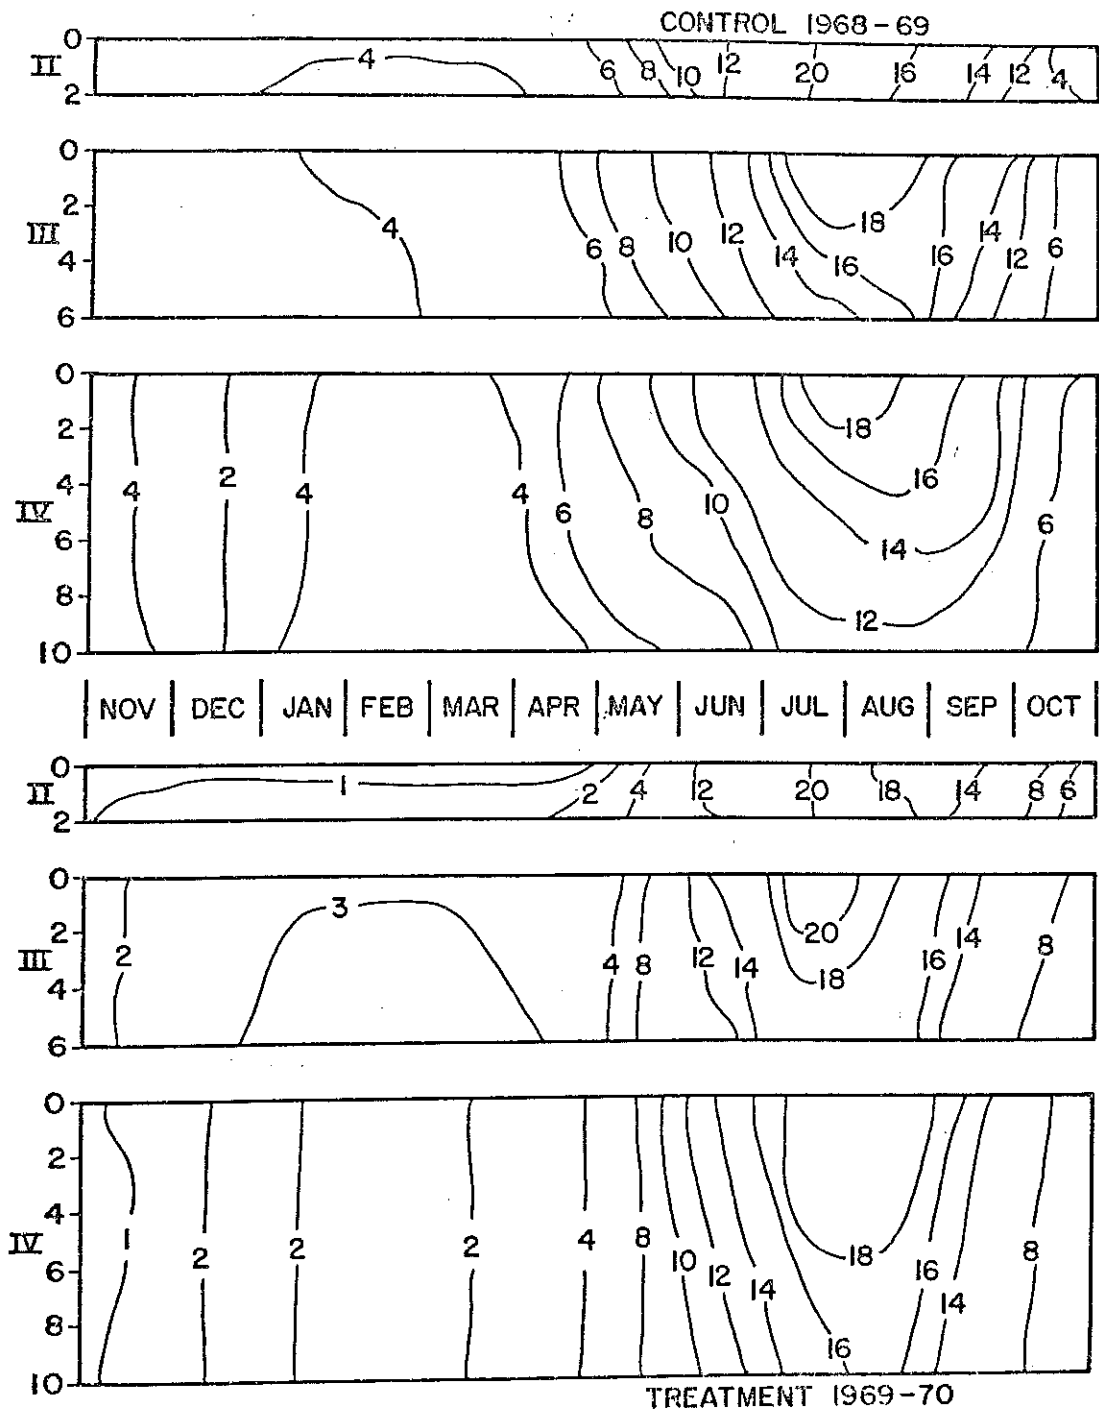 CONTROL 1968-69
0
II
2
4 6 8 10 12 20 16 14 12 4
0
2
III
4
6
4 6 8 10 12 14 16 18 16 14 12 6
0
2
4
IV
6
8
10
4 2 4 4 6 8 10 12 14 16 18 6
NOV DEC JAN FEB MAR APR MAY JUN JUL AUG SEP OCT
0
II
2
1 2 4 12 20 18 14 8 6
0
2
III
4
6
2 3 4 8 12 14 20 18 16 14 8
0
2
4
IV
6
8
10
1 2 2 2 4 8 10 12 14 16 18 16 14 8
TREATMENT 1969-70